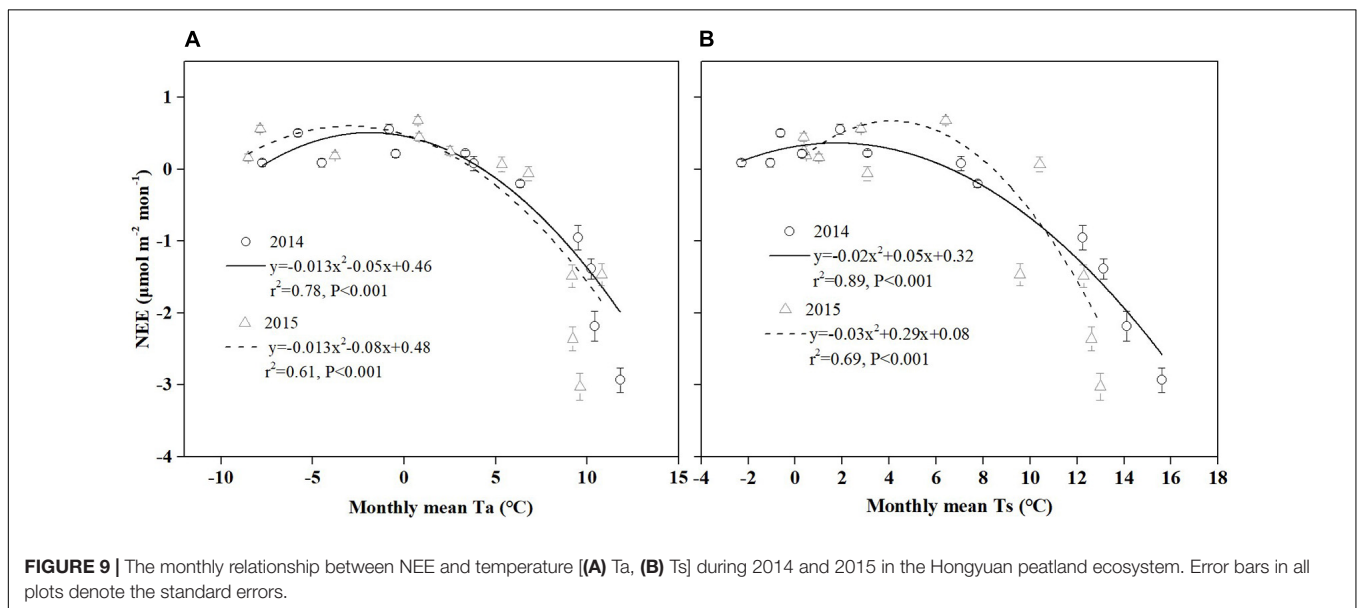 A
B
1
0
-1
-2
-3
-4
NEE (μmol m⁻² mon⁻¹)
2014
y=-0.013x²-0.05x+0.46
r²=0.78, P<0.001
2015
y=-0.013x²-0.08x+0.48
r²=0.61, P<0.001
-10 -5 0 5 10 15
Monthly mean Ta (°C)
2014
y=-0.02x²+0.05x+0.32
r²=0.89, P<0.001
2015
y=-0.03x²+0.29x+0.08
r²=0.69, P<0.001
-4 -2 0 2 4 6 8 10 12 14 16 18
Monthly mean Ts (°C)
FIGURE 9 | The monthly relationship between NEE and temperature [(A) Ta, (B) Ts] during 2014 and 2015 in the Hongyuan peatland ecosystem. Error bars in all
plots denote the standard errors.